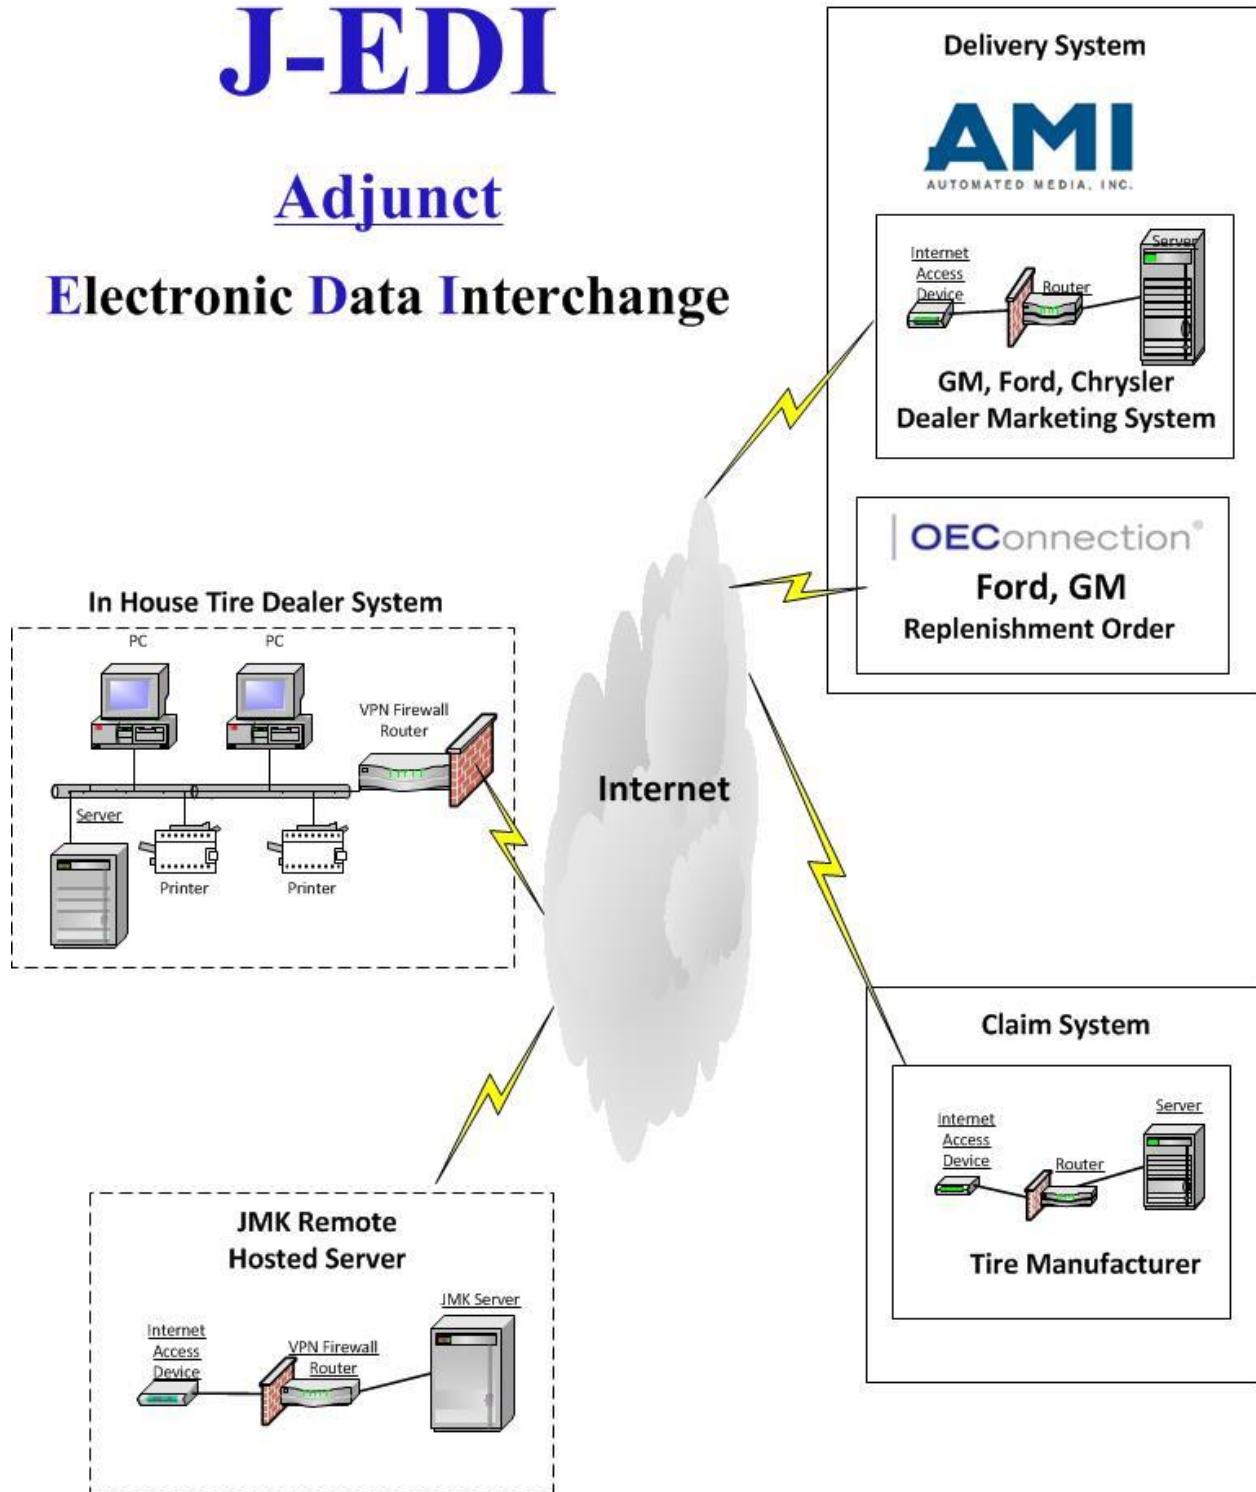 J-EDI
Adjunct
Electronic Data Interchange
Delivery System
AMI
AUTOMATED MEDIA, INC.
Internet
Access
Device
Router
Server
GM, Ford, Chrysler
Dealer Marketing System
OEConnection®
Ford, GM
Replenishment Order
In House Tire Dealer System
PC
PC
VPN Firewall
Router
Server
Printer
Printer
Internet
Claim System
Internet
Access
Device
Router
Server
Tire Manufacturer
JMK Remote
Hosted Server
Internet
Access
Device
VPN Firewall
Router
JMK Server